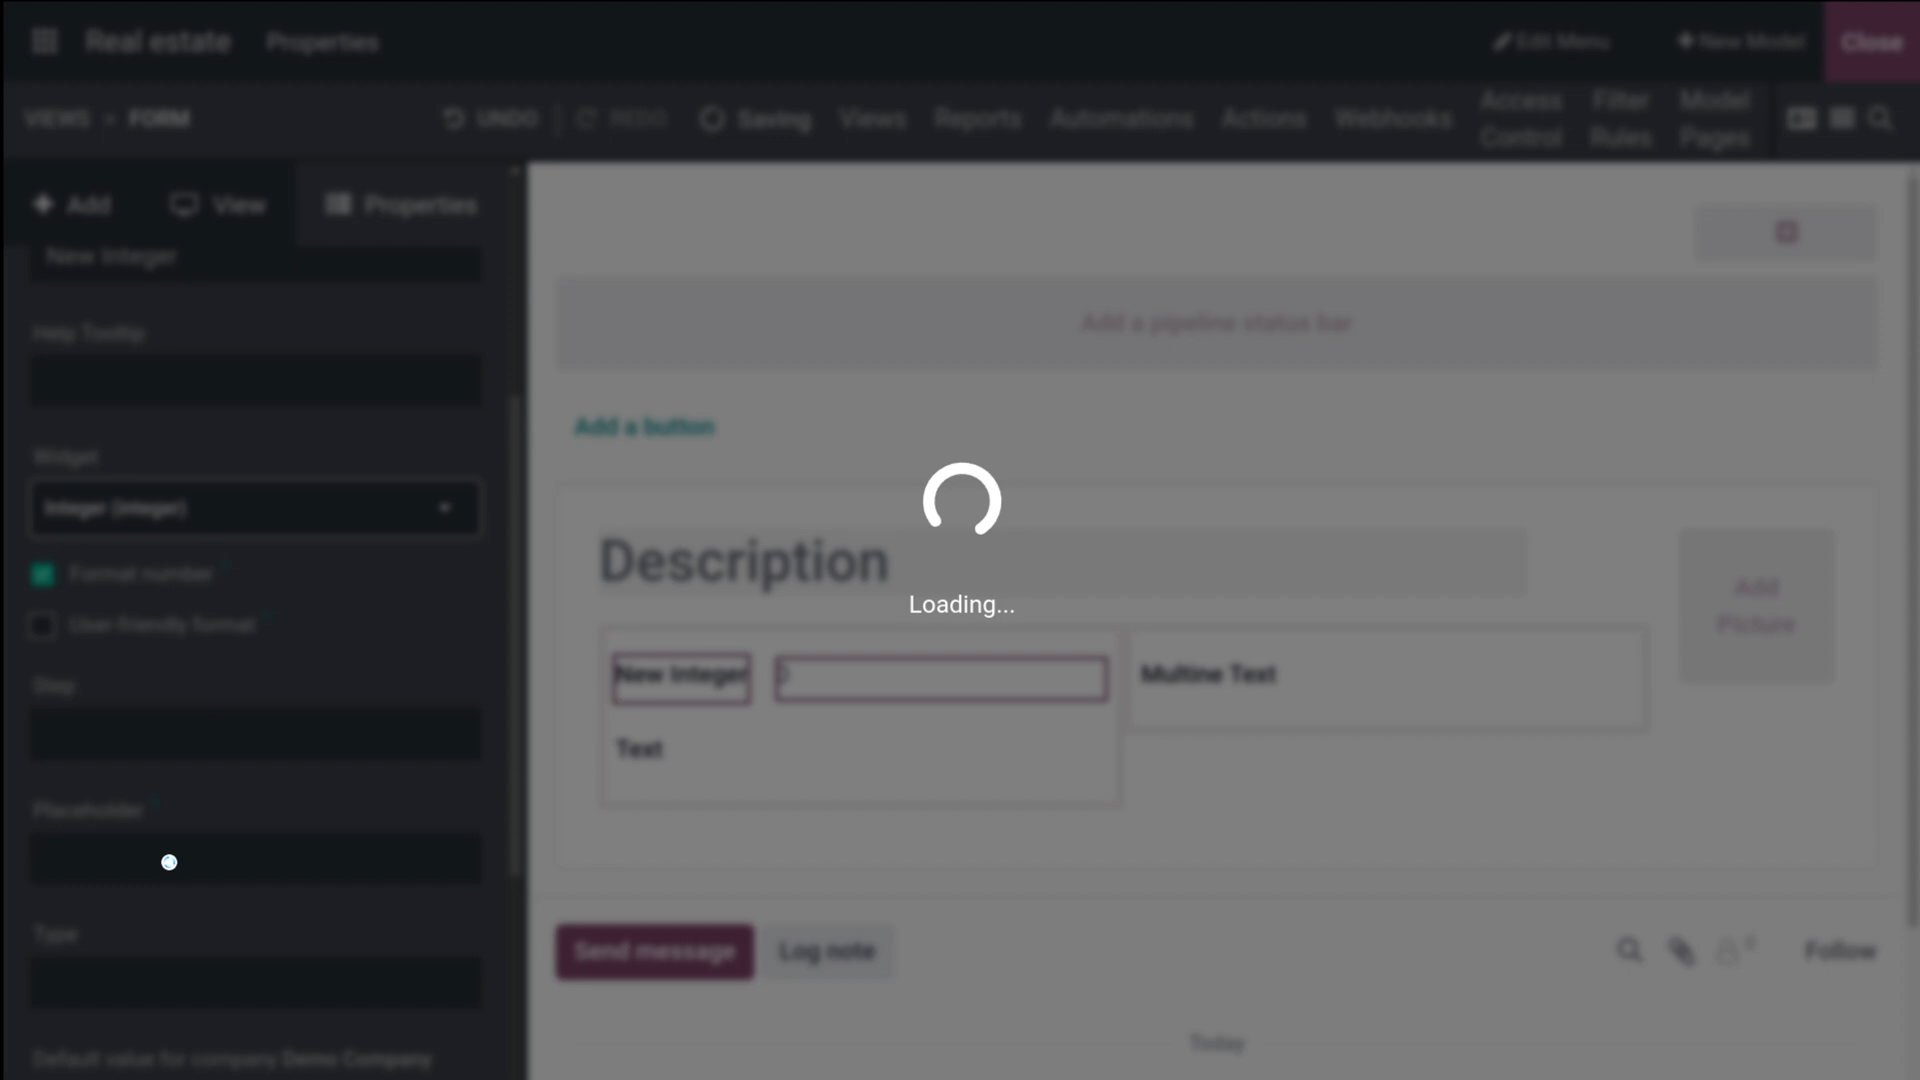 Real estate Properties Edit Menu New Model Close
VIEWS FORM UNDO REDO Saving Views Reports Automations Actions Webhooks Access Control Filter Rules Model Pages
Add View Properties
New Integer
Help Tooltip
Add a pipeline status bar
Add a button
Widget
Integer (integer)
Format number
User-friendly format
Description
Add
Picture
Loading...
New Integer
Multine Text
Text
Step
Placeholder
Type
Send message Log note Follow
Today
Default value for company Demo Company